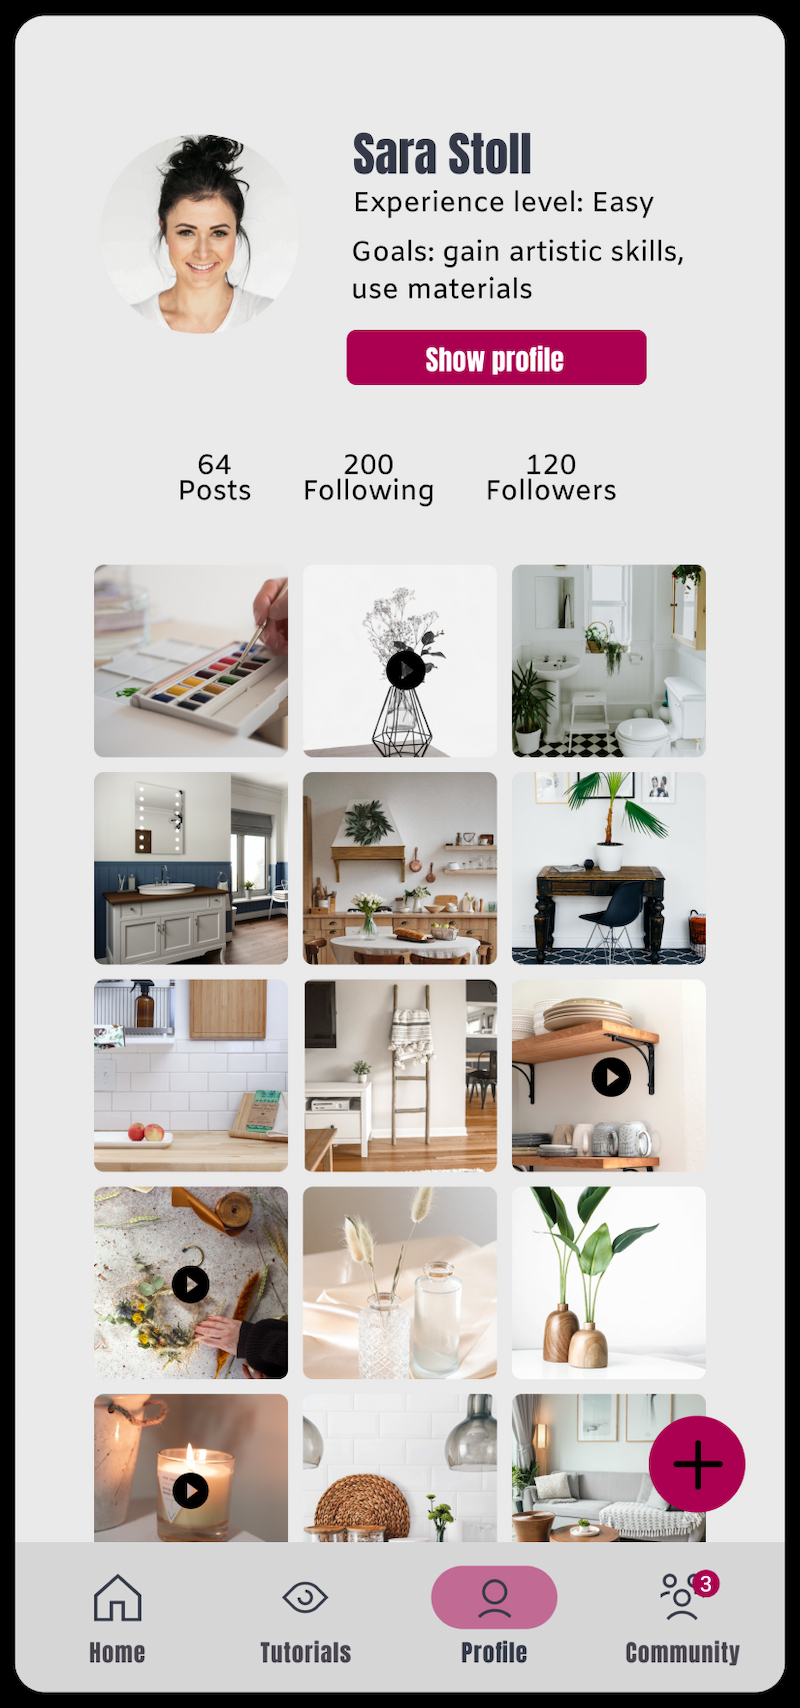 Sara Stoll
Experience level: Easy
Goals: gain artistic skills,
use materials
Show profile
64
Posts
200
Following
120
Followers
3
Home
Tutorials
Profile
Community